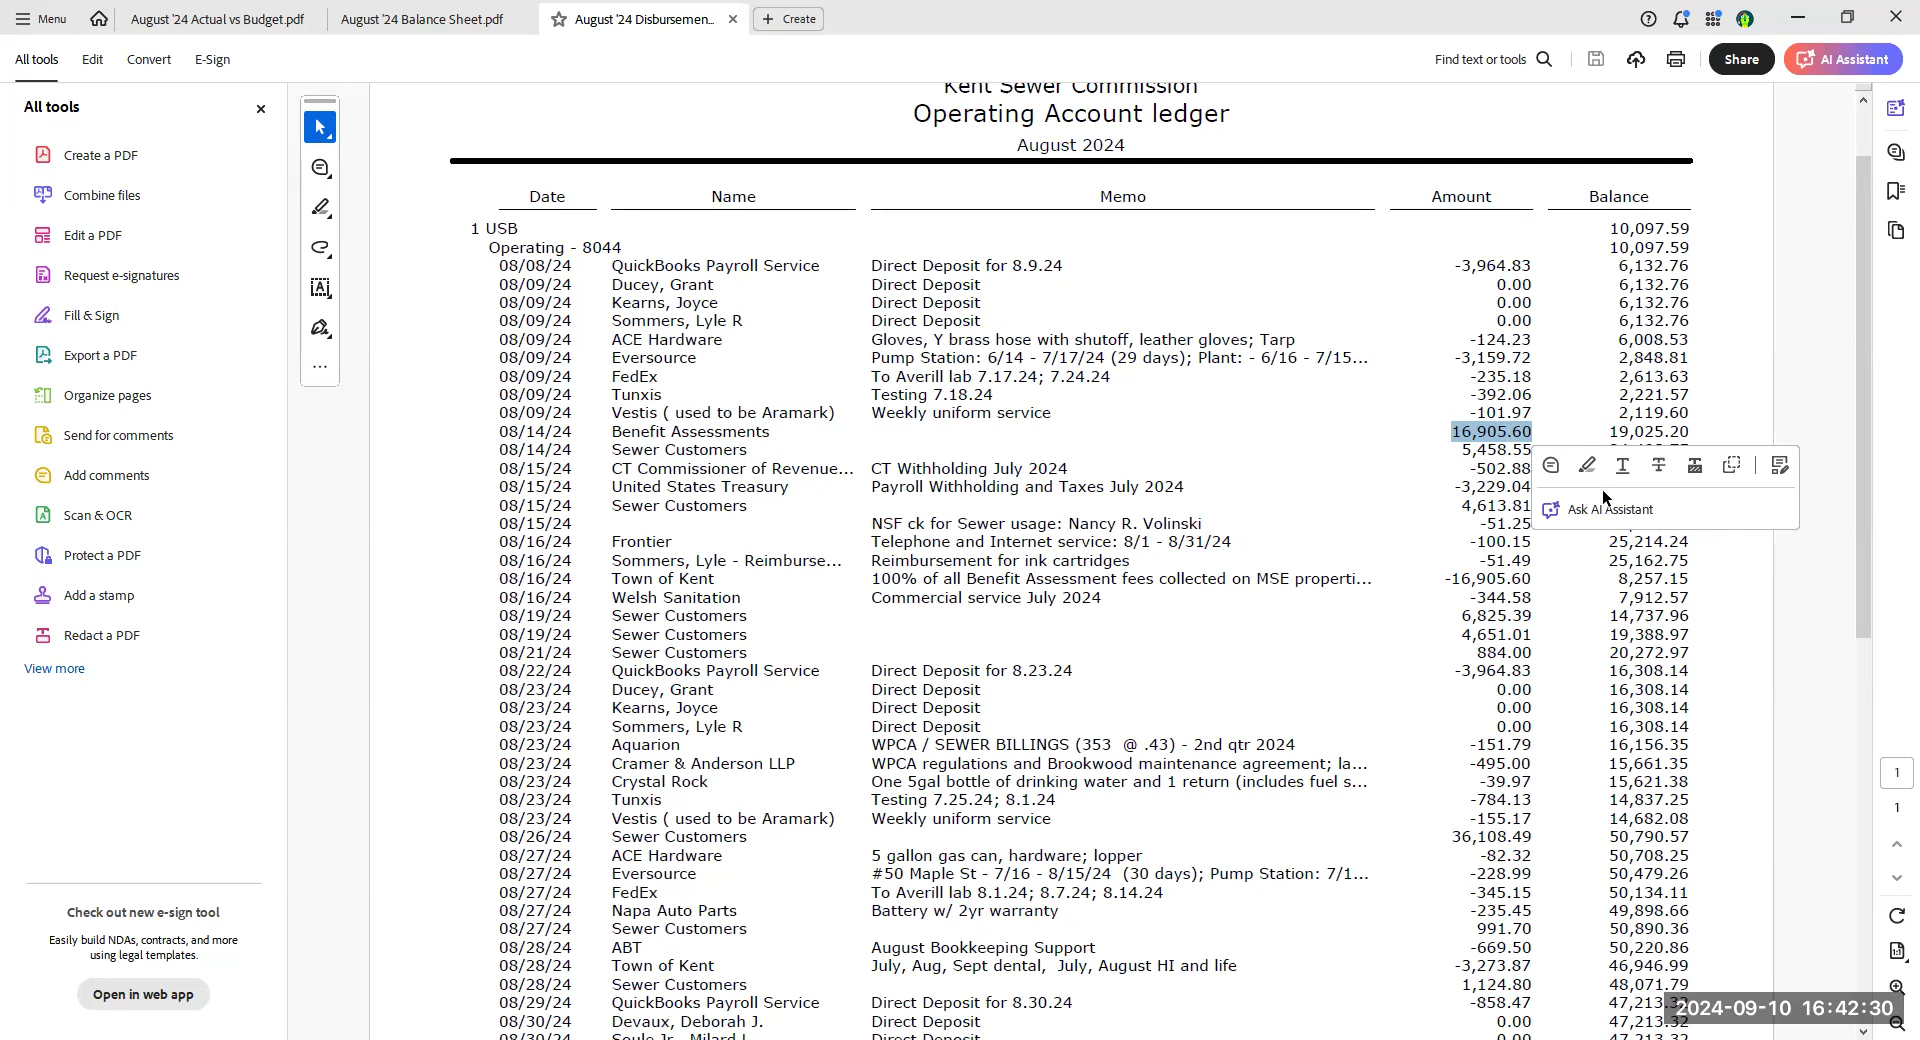 Menu
August '24 Actual vs Budget.pdf
August '24 Balance Sheet.pdf
August '24 Disbursemen...
Create
All tools
Edit
Convert
E-Sign
Find text or tools
Share
AI Assistant
All tools
Create a PDF
Combine files
Edit a PDF
Request e-signatures
Fill & Sign
Export a PDF
Organize pages
Send for comments
Add comments
Scan & OCR
Protect a PDF
Add a stamp
Redact a PDF
View more
Check out new e-sign tool
Easily build NDAs, contracts, and more
using legal templates.
Open in web app
Kent Sewer Commission
Operating Account ledger
August 2024
Date Name Memo Amount Balance
1 USB 10,097.59
Operating - 8044 10,097.59
08/08/24 QuickBooks Payroll Service Direct Deposit for 8.9.24 -3,964.83 6,132.76
08/09/24 Ducey, Grant Direct Deposit 0.00 6,132.76
08/09/24 Kearns, Joyce Direct Deposit 0.00 6,132.76
08/09/24 Sommers, Lyle R Direct Deposit 0.00 6,132.76
08/09/24 ACE Hardware Gloves, Y brass hose with shutoff, leather gloves; Tarp -124.23 6,008.53
08/09/24 Eversource Pump Station: 6/14 - 7/17/24 (29 days); Plant: - 6/16 - 7/15... -3,159.72 2,848.81
08/09/24 FedEx To Averill lab 7.17.24; 7.24.24 -235.18 2,613.63
08/09/24 Tunxis Testing 7.18.24 -392.06 2,221.57
08/09/24 Vestis ( used to be Aramark) Weekly uniform service -101.97 2,119.60
08/14/24 Benefit Assessments 16,905.60 19,025.20
08/14/24 Sewer Customers 5,458.55
08/15/24 CT Commissioner of Revenue... CT Withholding July 2024 -502.88
08/15/24 United States Treasury Payroll Withholding and Taxes July 2024 -3,229.04
08/15/24 Sewer Customers 4,613.81
08/15/24 NSF ck for Sewer usage: Nancy R. Volinski -51.25
08/16/24 Frontier Telephone and Internet service: 8/1 - 8/31/24 -100.15 25,214.24
08/16/24 Sommers, Lyle - Reimburse... Reimbursement for ink cartridges -51.49 25,162.75
08/16/24 Town of Kent 100% of all Benefit Assessment fees collected on MSE properti... -16,905.60 8,257.15
08/16/24 Welsh Sanitation Commercial service July 2024 -344.58 7,912.57
08/19/24 Sewer Customers 6,825.39 14,737.96
08/19/24 Sewer Customers 4,651.01 19,388.97
08/21/24 Sewer Customers 884.00 20,272.97
08/22/24 QuickBooks Payroll Service Direct Deposit for 8.23.24 -3,964.83 16,308.14
08/23/24 Ducey, Grant Direct Deposit 0.00 16,308.14
08/23/24 Kearns, Joyce Direct Deposit 0.00 16,308.14
08/23/24 Sommers, Lyle R Direct Deposit 0.00 16,308.14
08/23/24 Aquarion WPCA / SEWER BILLINGS (353 @ .43) - 2nd qtr 2024 -151.79 16,156.35
08/23/24 Cramer & Anderson LLP WPCA regulations and Brookwood maintenance agreement; la... -495.00 15,661.35
08/23/24 Crystal Rock One 5gal bottle of drinking water and 1 return (includes fuel s... -39.97 15,621.38
08/23/24 Tunxis Testing 7.25.24; 8.1.24 -784.13 14,837.25
08/23/24 Vestis ( used to be Aramark) Weekly uniform service -155.17 14,682.08
08/26/24 Sewer Customers 36,108.49 50,790.57
08/27/24 ACE Hardware 5 gallon gas can, hardware; lopper -82.32 50,708.25
08/27/24 Eversource #50 Maple St - 7/16 - 8/15/24 (30 days); Pump Station: 7/1... -228.99 50,479.26
08/27/24 FedEx To Averill lab 8.1.24; 8.7.24; 8.14.24 -345.15 50,134.11
08/27/24 Napa Auto Parts Battery w/ 2yr warranty -235.45 49,898.66
08/27/24 Sewer Customers 991.70 50,890.36
08/28/24 ABT August Bookkeeping Support -669.50 50,220.86
08/28/24 Town of Kent July, Aug, Sept dental, July, August HI and life -3,273.87 46,946.99
08/28/24 Sewer Customers 1,124.80 48,071.79
08/29/24 QuickBooks Payroll Service Direct Deposit for 8.30.24 -858.47 47,213.32
08/30/24 Devaux, Deborah J. Direct Deposit 0.00 47,213.32
Ask AI Assistant
1
1
2024-09-10 16:42:30